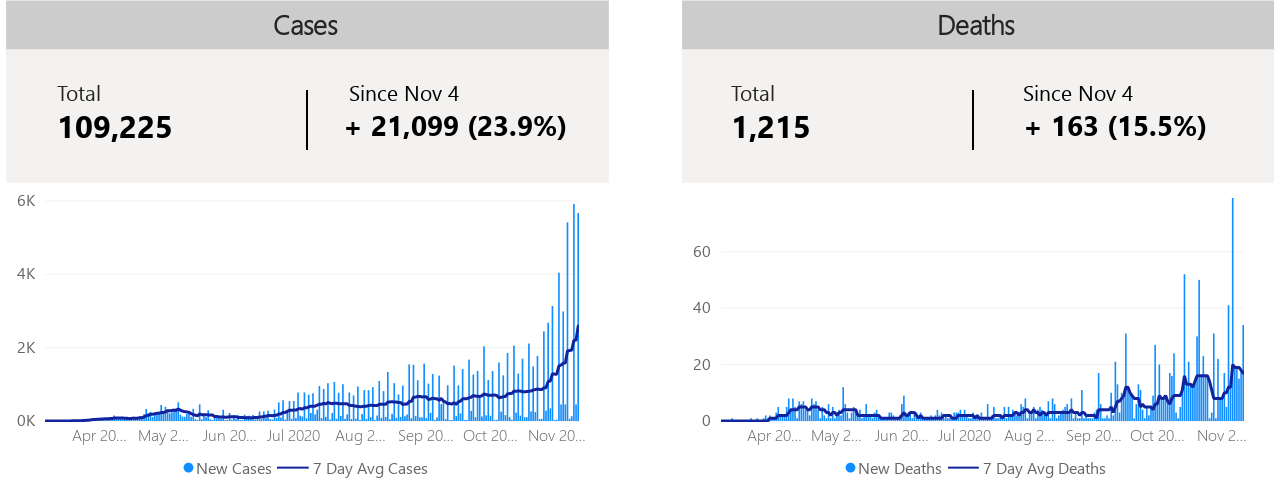 Cases
Total
109,225
Since Nov 4
+ 21,099 (23.9%)
6K
4K
2K
0K
Apr 20...
May 2...
Jun 20...
Jul 2020
Aug 2...
Sep 20...
Oct 20...
Nov 20...
New Cases
7 Day Avg Cases
Deaths
Total
1,215
Since Nov 4
+ 163 (15.5%)
60
40
20
0
Apr 20...
May 2...
Jun 20...
Jul 2020
Aug 2...
Sep 20...
Oct 20...
Nov 2...
New Deaths
7 Day Avg Deaths